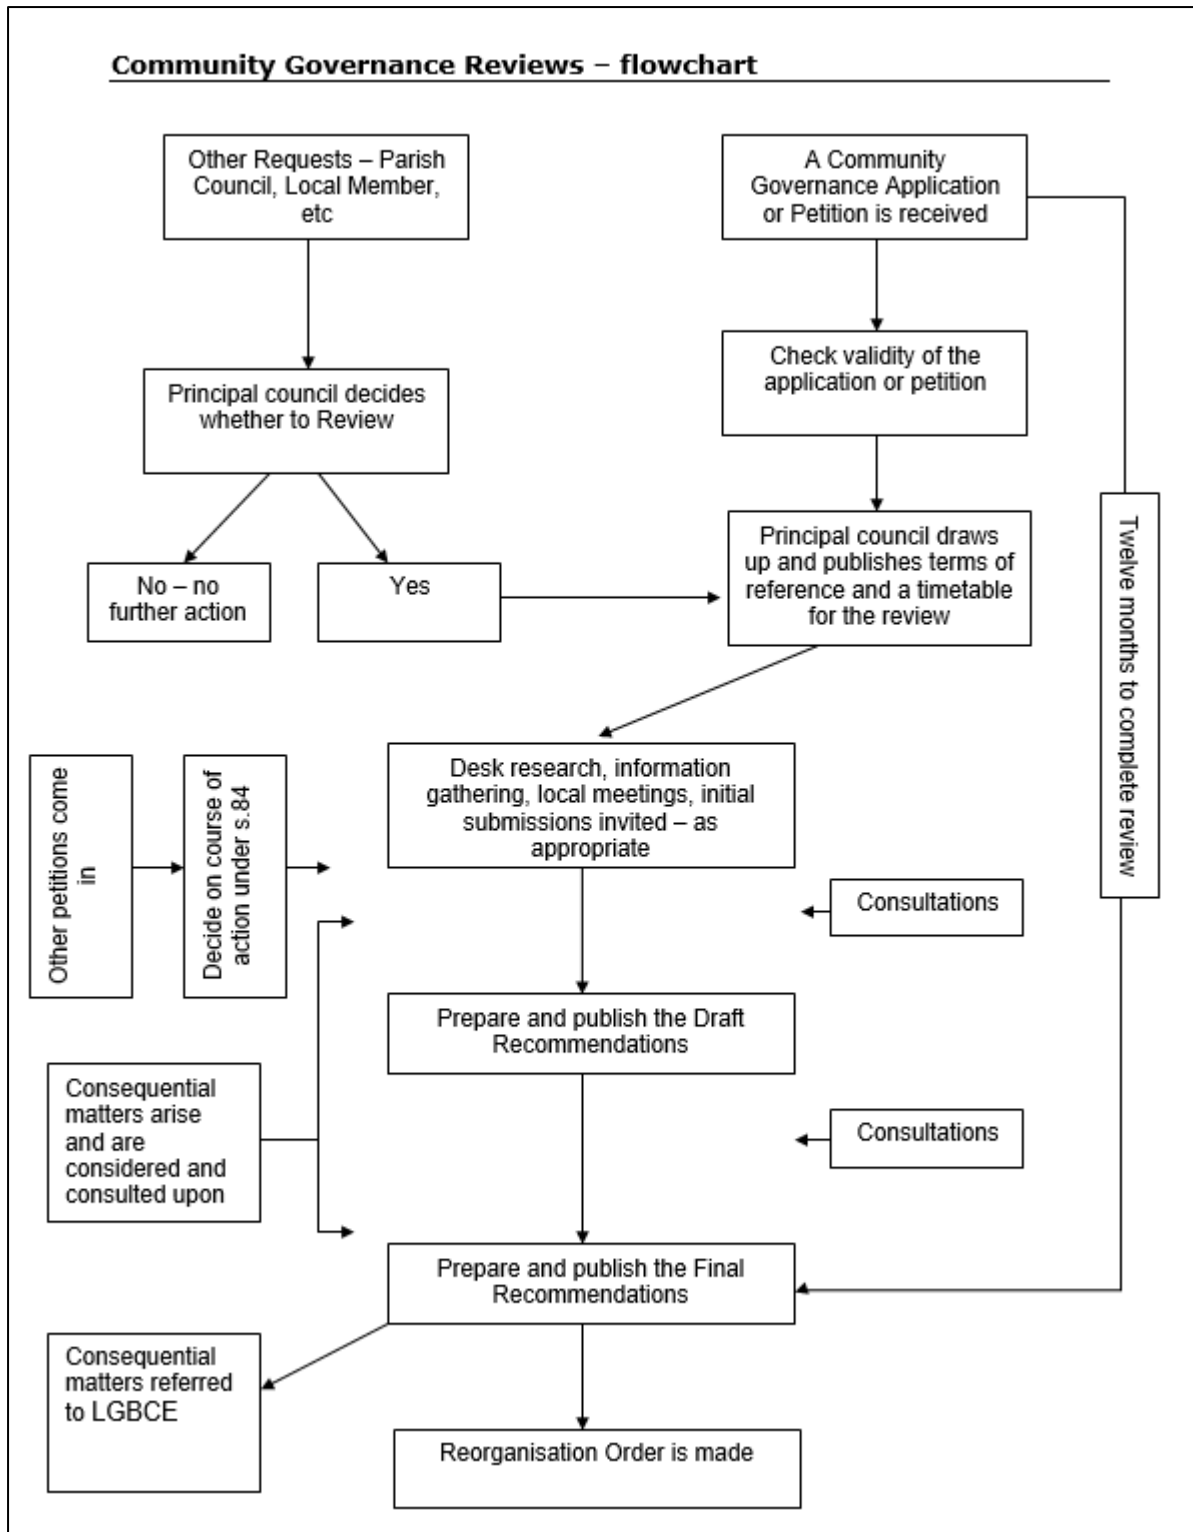 Community Governance Reviews – flowchart
Other Requests – Parish
Council, Local Member,
etc
A Community
Governance Application
or Petition is received
Check validity of the
application or petition
Principal council decides
whether to Review
Twelve months to complete review
Principal council draws
up and publishes terms of
reference and a timetable
for the review
No – no
further action
Yes
Desk research, information
gathering, local meetings, initial
submissions invited – as
appropriate
Other petitions come
in
Decide on course of
action under s.84
Consultations
Prepare and publish the Draft
Recommendations
Consequential
matters arise
and are
considered and
consulted upon
Consultations
Prepare and publish the Final
Recommendations
Consequential
matters referred
to LGBCE
Reorganisation Order is made